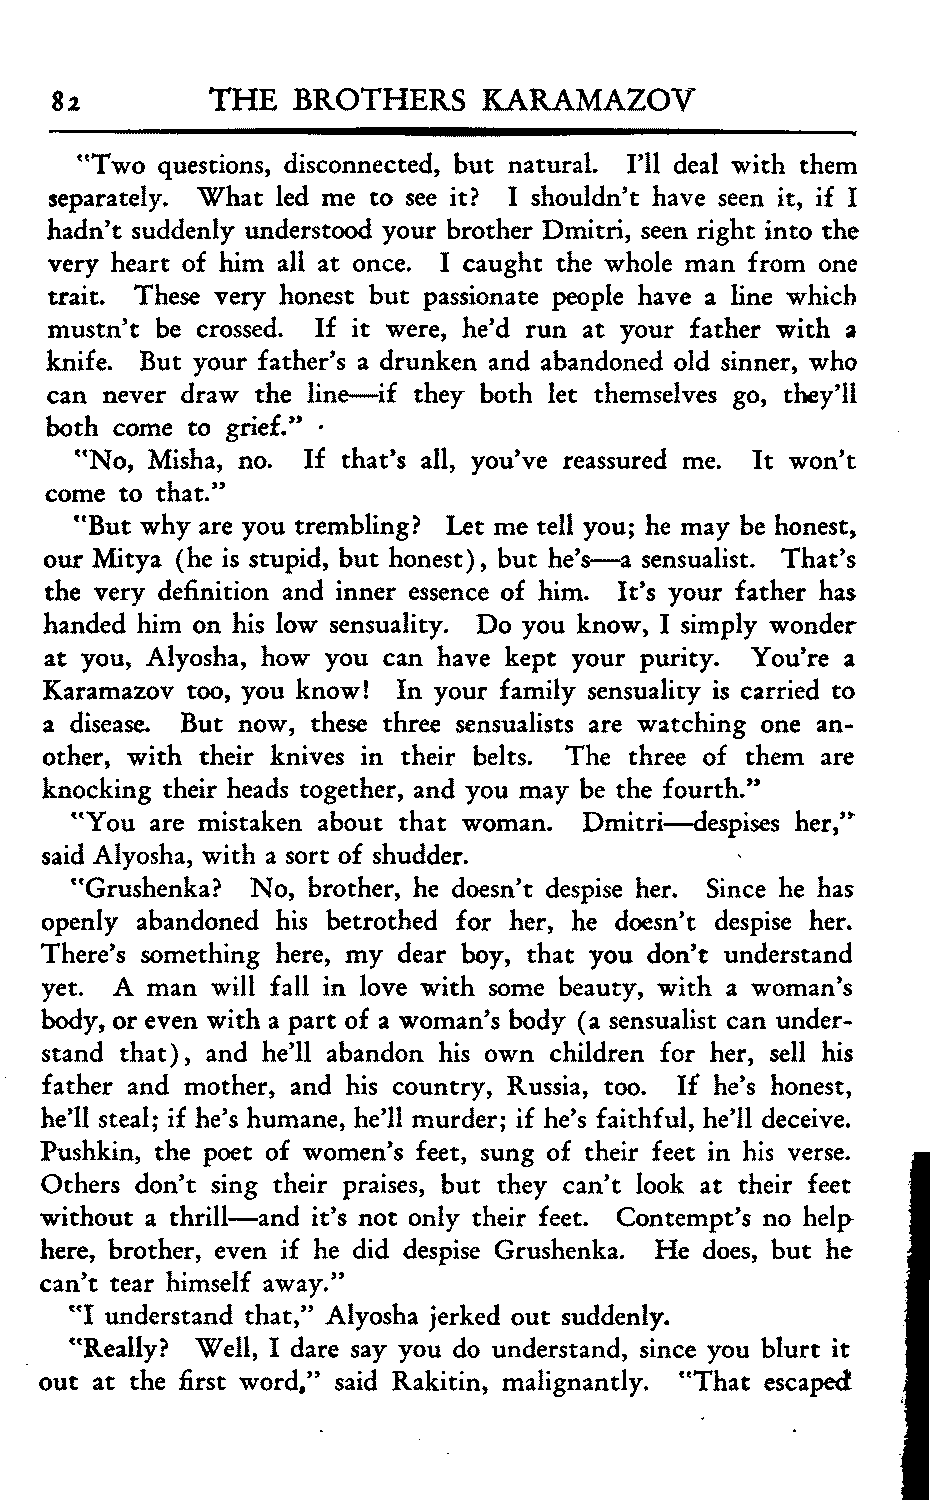 82 THE BROTHERS KARAMAZOV
"Two questions, disconnected, but natural. I'll deal with them
separately. What led me to see it? I shouldn't have seen it, if I
hadn't suddenly understood your brother Dmitri, seen right into the
very heart of him all at once. I caught the whole man from one
trait. These very honest but passionate people have a line which
mustn't be crossed. If it were, he'd run at your father with a
knife. But your father's a drunken and abandoned old sinner, who
can never draw the line—if they both let themselves go, they'll
both come to grief."
"No, Misha, no. If that's all, you've reassured me. It won't
come to that."
"But why are you trembling? Let me tell you; he may be honest,
our Mitya (he is stupid, but honest), but he's—a sensualist. That's
the very definition and inner essence of him. It's your father has
handed him on his low sensuality. Do you know, I simply wonder
at you, Alyosha, how you can have kept your purity. You're a
Karamazov too, you know! In your family sensuality is carried to
a disease. But now, these three sensualists are watching one an-
other, with their knives in their belts. The three of them are
knocking their heads together, and you may be the fourth."
"You are mistaken about that woman. Dmitri—despises her,"
said Alyosha, with a sort of shudder.
"Grushenka? No, brother, he doesn't despise her. Since he has
openly abandoned his betrothed for her, he doesn't despise her.
There's something here, my dear boy, that you don't understand
yet. A man will fall in love with some beauty, with a woman's
body, or even with a part of a woman's body (a sensualist can under-
stand that), and he'll abandon his own children for her, sell his
father and mother, and his country, Russia, too. If he's honest,
he'll steal; if he's humane, he'll murder; if he's faithful, he'll deceive.
Pushkin, the poet of women's feet, sung of their feet in his verse.
Others don't sing their praises, but they can't look at their feet
without a thrill—and it's not only their feet. Contempt's no help
here, brother, even if he did despise Grushenka. He does, but he
can't tear himself away."
"I understand that," Alyosha jerked out suddenly.
"Really? Well, I dare say you do understand, since you blurt it
out at the first word," said Rakitin, malignantly. "That escaped